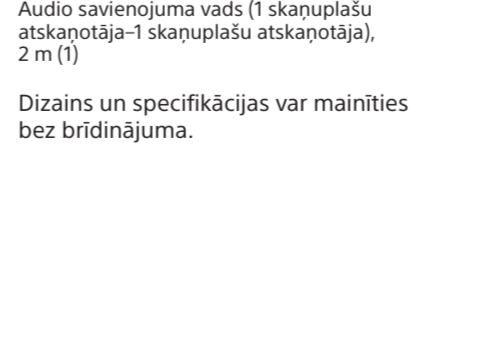 Audio savienojuma vads (1 skaņuplašu
atskaņotāja–1 skaņuplašu atskaņotāja),
2 m (1)
Dizains un specifikācijas var mainīties
bez brīdinājuma.